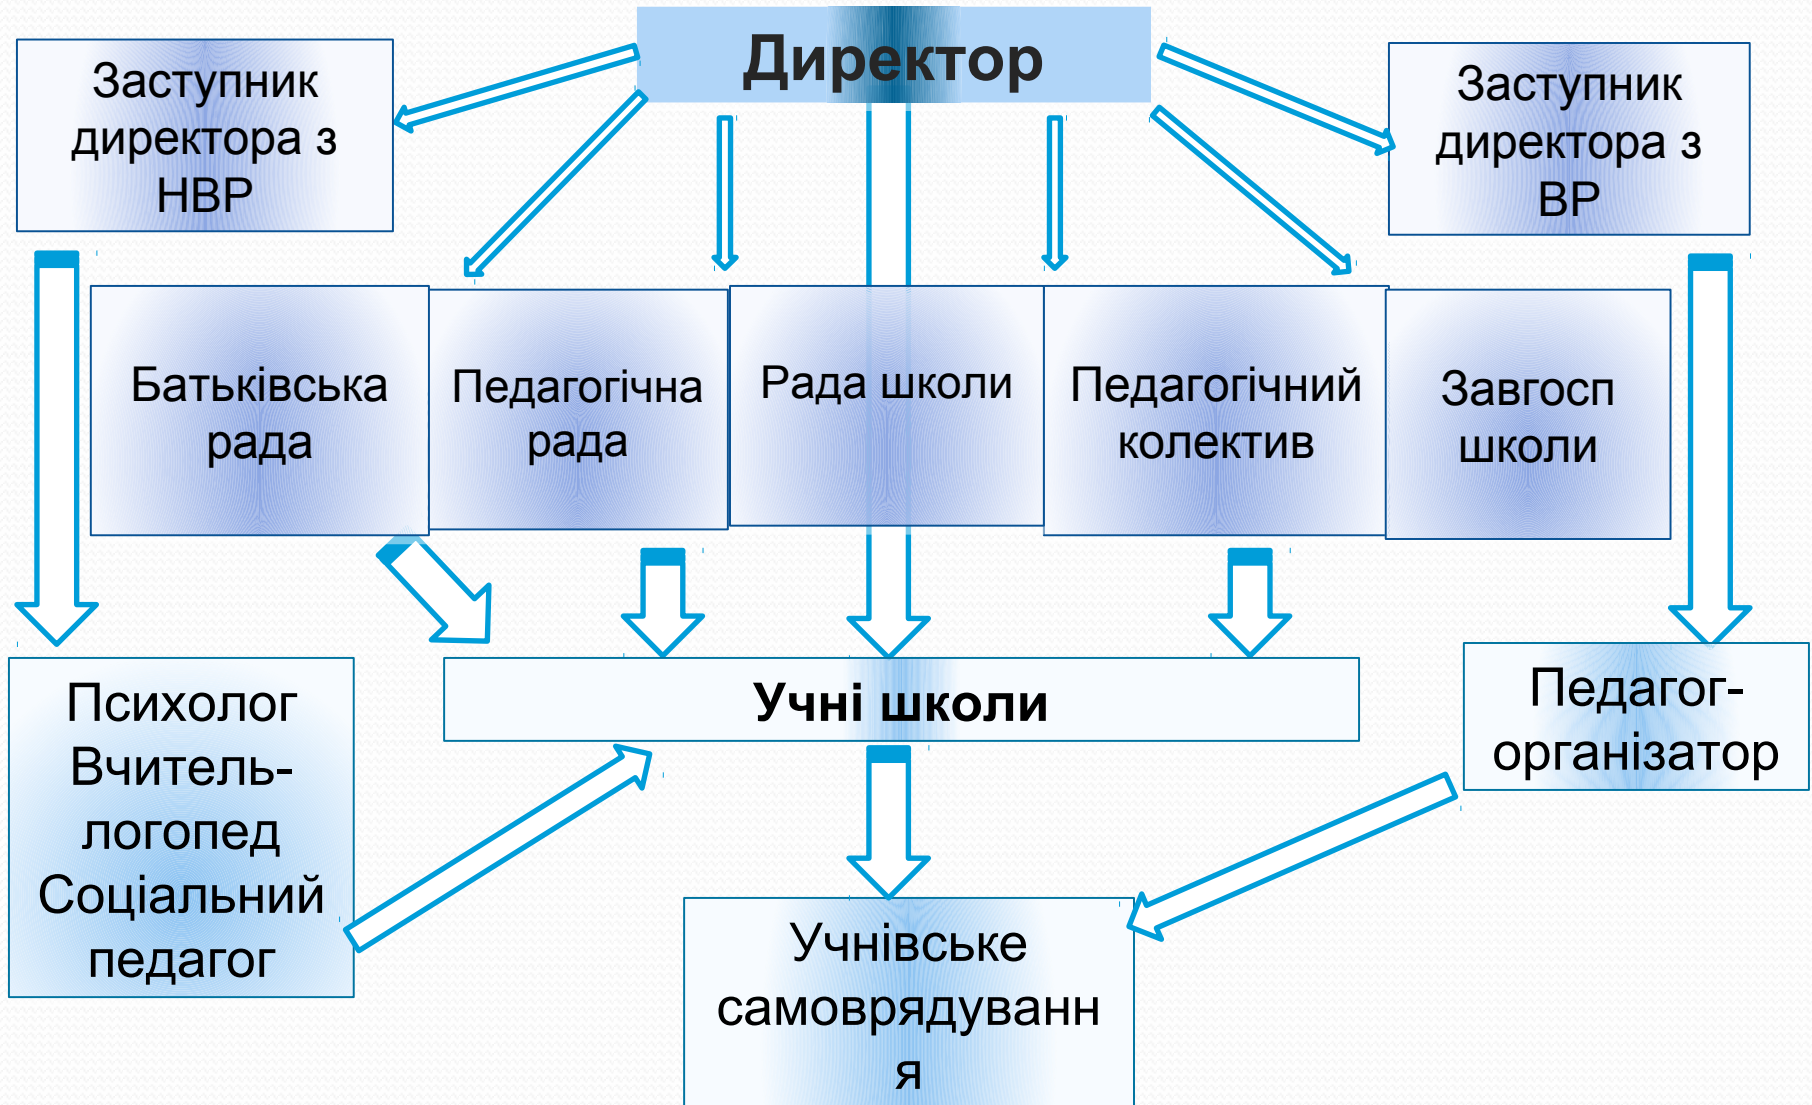 Директор
Заступник
директора з
НВР
Заступник
директора з
ВР
Батьківська
рада
Педагогічна
рада
Рада школи
Педагогічний
колектив
Завгосп
школи
Психолог
Вчитель-
логопед
Соціальний
педагог
Учні школи
Педагог-
організатор
Учнівське
самоврядуванн
я